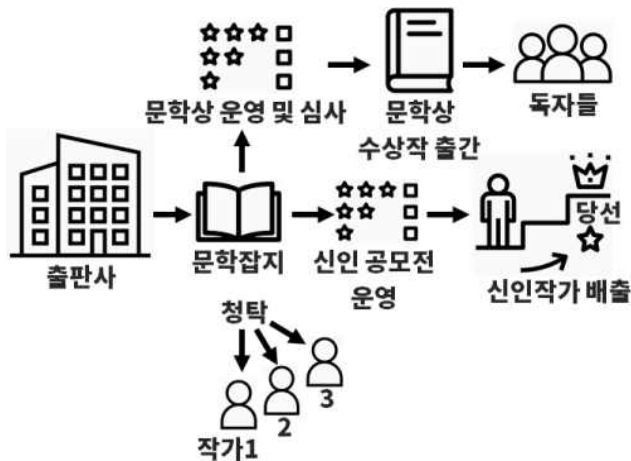 문학상 운영 및 심사
문학상
수상작 출간
독자들
출판사
문학잡지
신인 공모전
운영
당선
신인작가 배출
청탁
작가1
2
3